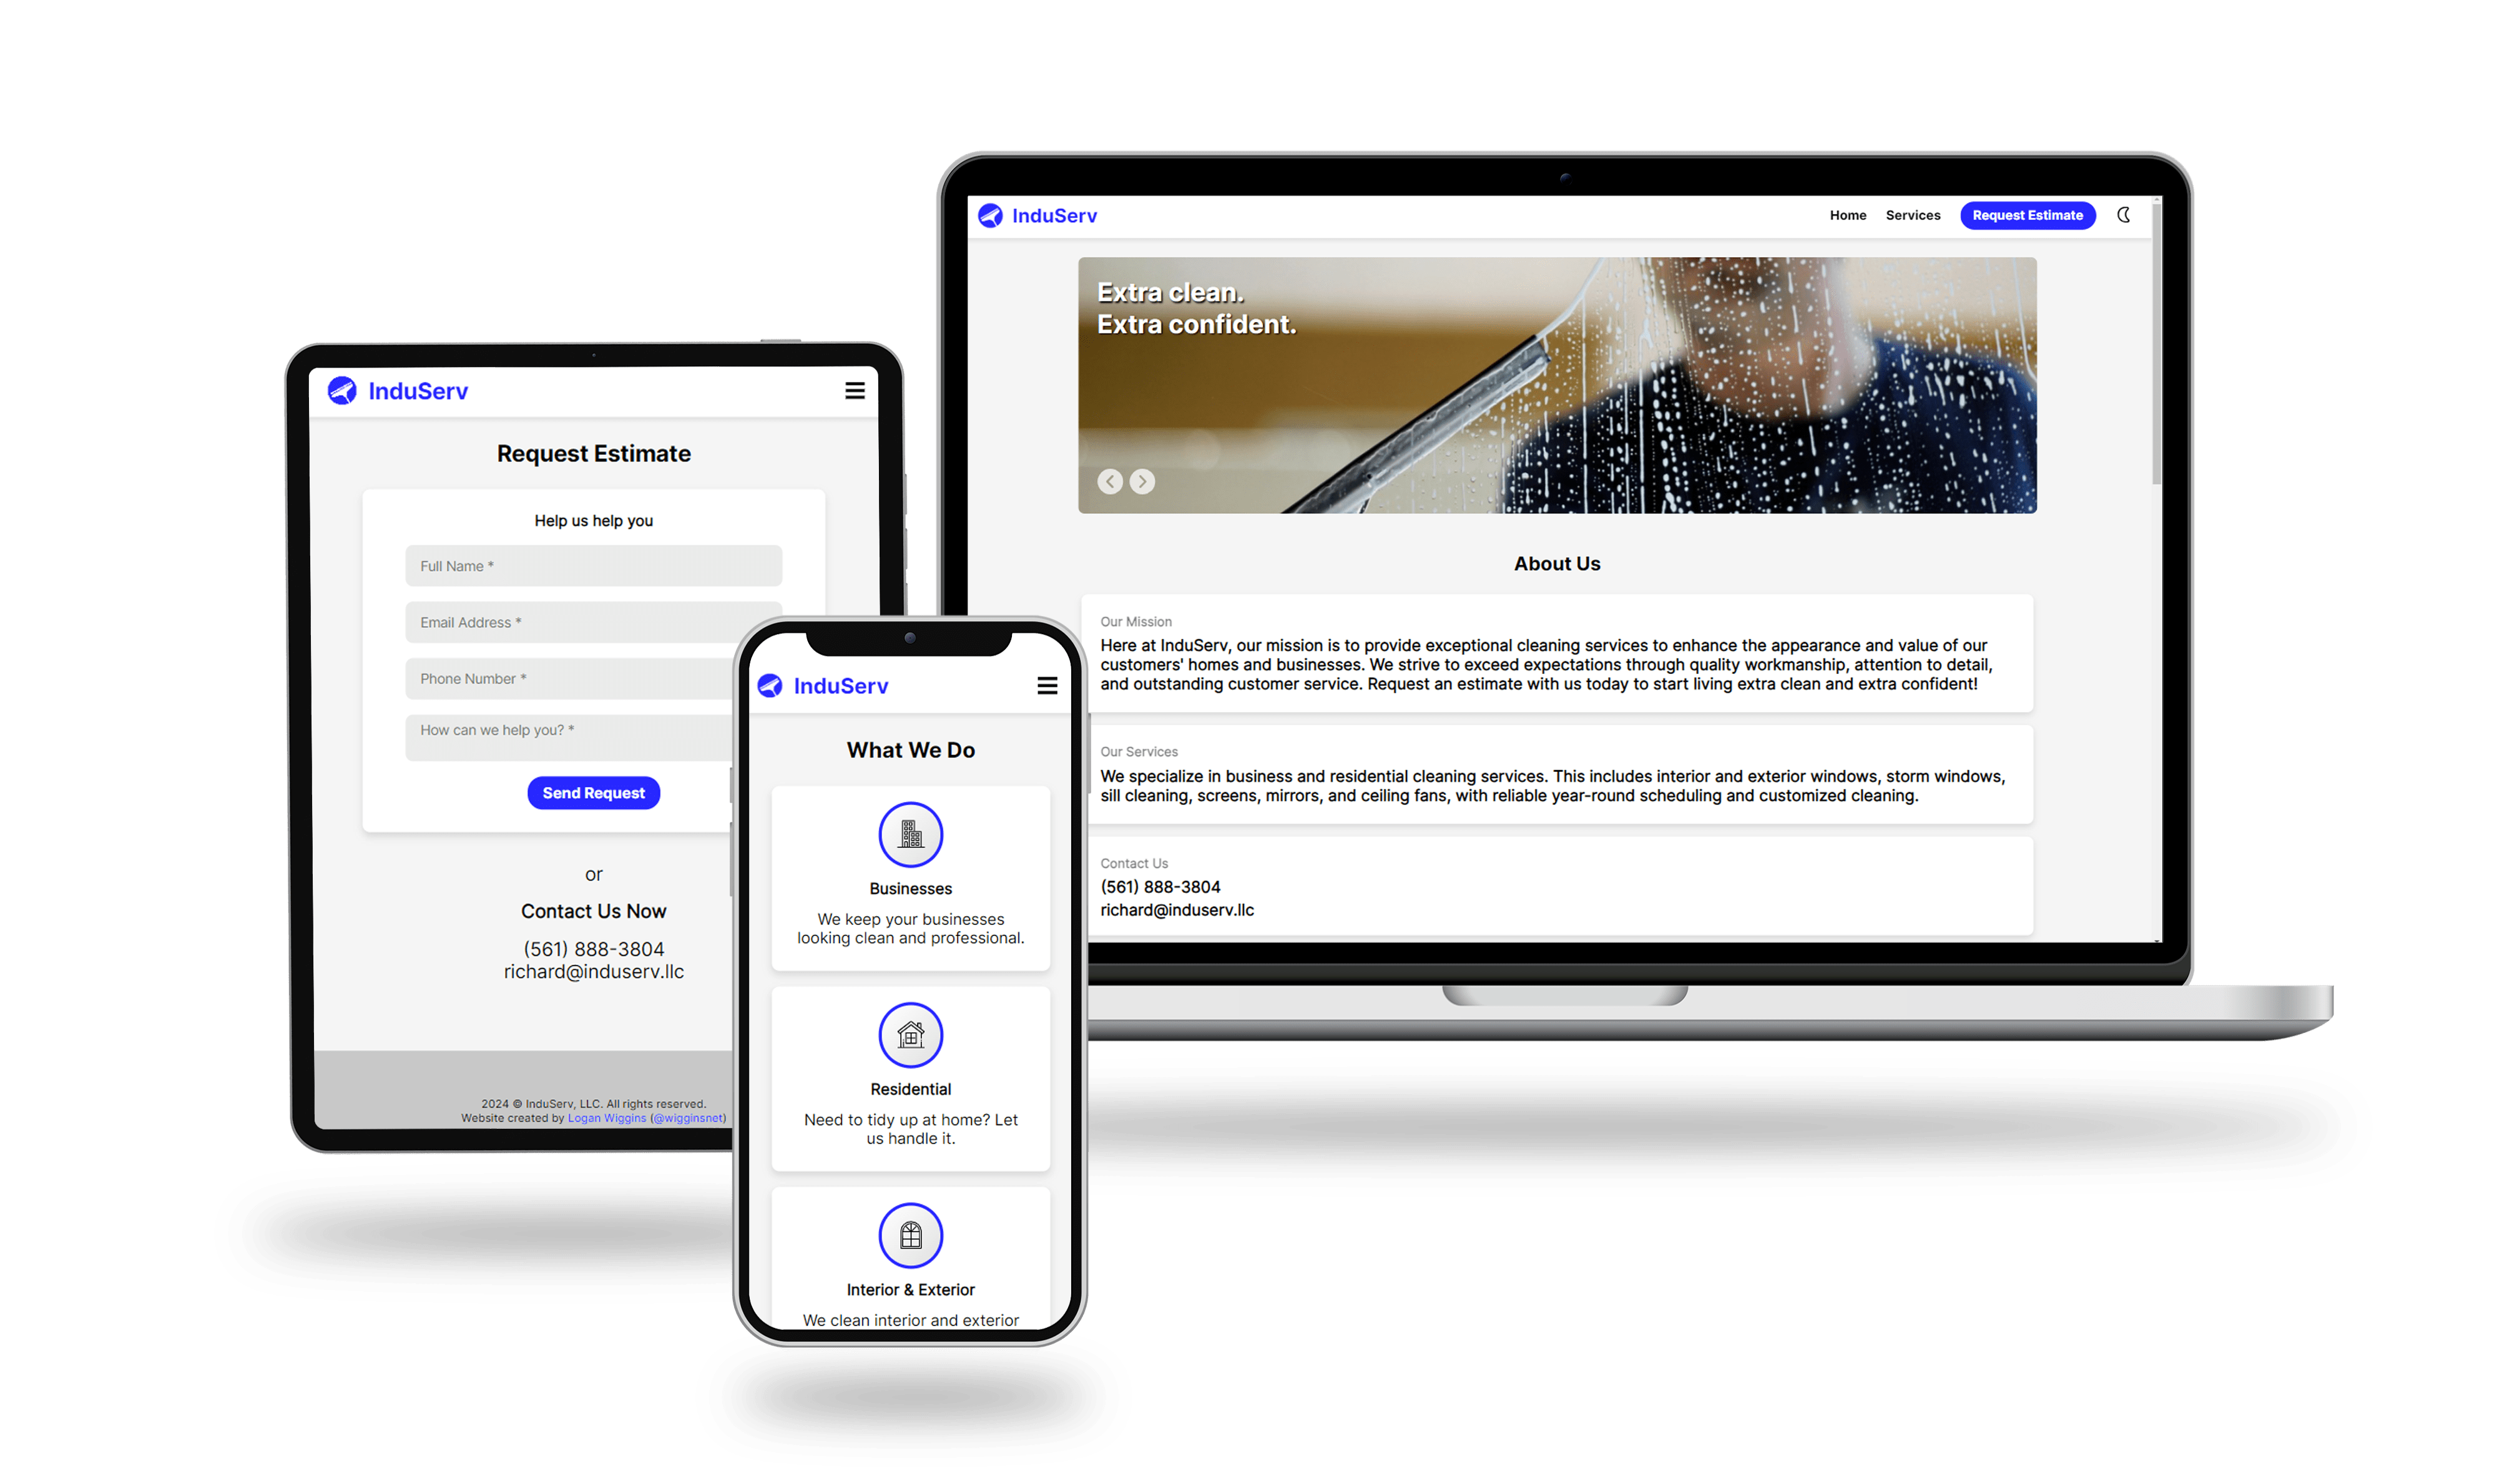 InduServ
Request Estimate
Help us help you
Full Name *
Email Address *
Phone Number *
How can we help you? *
Send Request
or
Contact Us Now
(561) 888-3804
richard@induserv.llc
2024 © InduServ, LLC. All rights reserved.
Website created by Logan Wiggins (@wigginsnet)
InduServ
What We Do
Businesses
We keep your businesses
looking clean and professional.
Residential
Need to tidy up at home? Let
us handle it.
Interior & Exterior
We clean interior and exterior
InduServ
Home Services Request Estimate
Extra clean.
Extra confident.
About Us
Our Mission
Here at InduServ, our mission is to provide exceptional cleaning services to enhance the appearance and value of our
customers' homes and businesses. We strive to exceed expectations through quality workmanship, attention to detail,
and outstanding customer service. Request an estimate with us today to start living extra clean and extra confident!
Our Services
We specialize in business and residential cleaning services. This includes interior and exterior windows, storm windows,
sill cleaning, screens, mirrors, and ceiling fans, with reliable year-round scheduling and customized cleaning.
Contact Us
(561) 888-3804
richard@induserv.llc